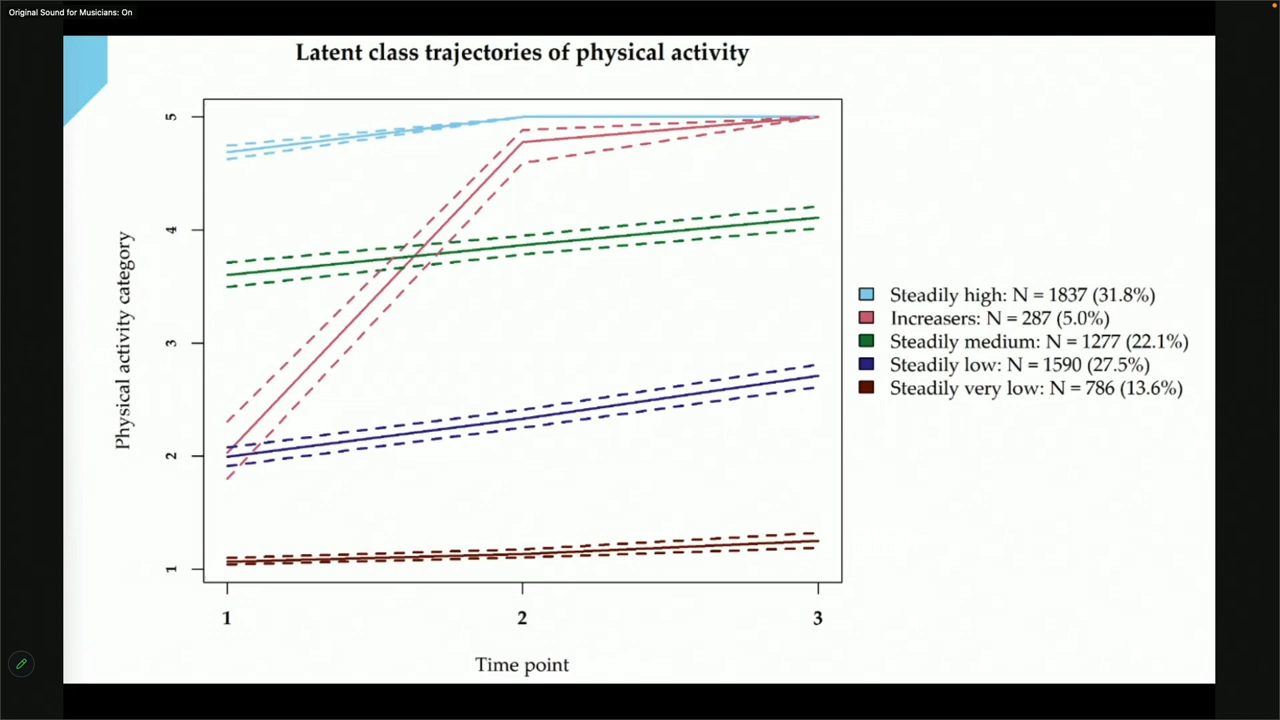 Original Sound for Musicians: On
Latent class trajectories of physical activity
Physical activity category
5
4
3
2
1
1 2 3
Time point
Steadily high: N = 1837 (31.8%)
Increasers: N = 287 (5.0%)
Steadily medium: N = 1277 (22.1%)
Steadily low: N = 1590 (27.5%)
Steadily very low: N = 786 (13.6%)